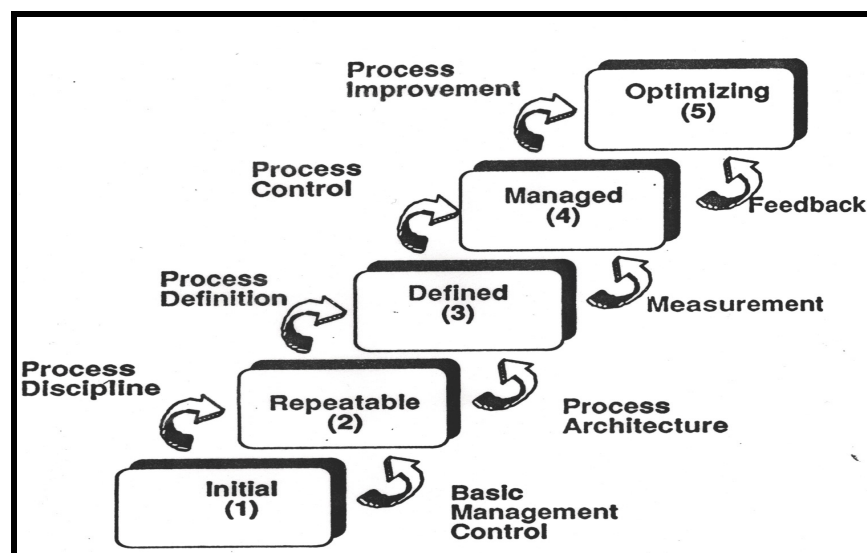 Process
Improvement
Optimizing
(5)
Process
Control
Managed
(4)
Feedback
Process
Definition
Defined
(3)
Measurement
Process
Discipline
Repeatable
(2)
Process
Architecture
Initial
(1)
Basic
Management
Control